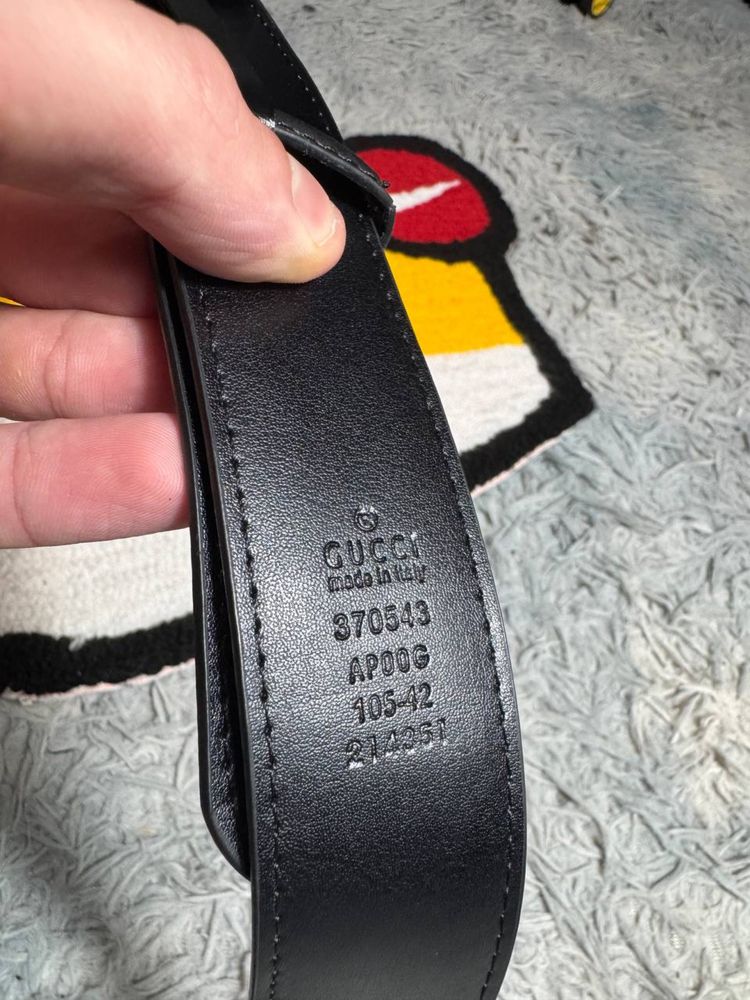 GUCCI
made in italy
370543
AP00G
105-42
214351